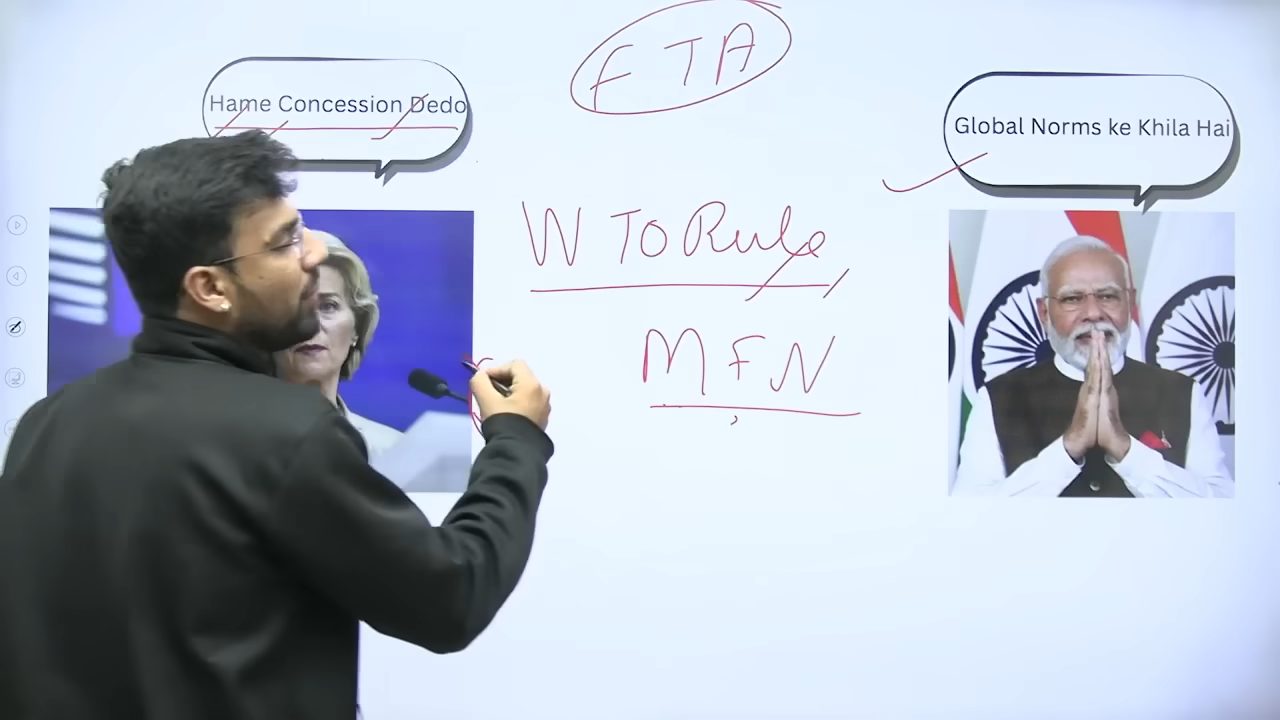 FTA
Hame Concession Dedo
Global Norms ke Khila Hai
WTO Rule
MFN